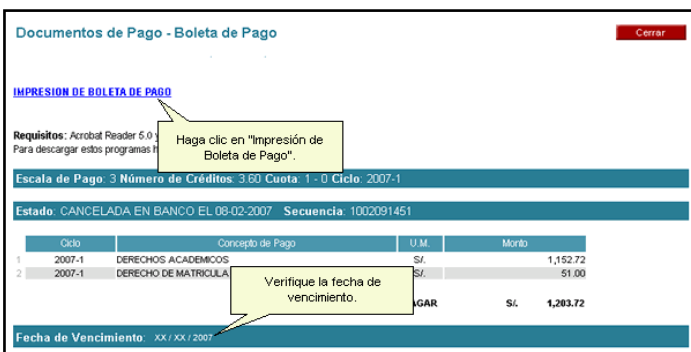 Documentos de Pago - Boleta de Pago
Cerrar
IMPRESION DE BOLETA DE PAGO
Haga clic en "Impresión de
Boleta de Pago".
Requisitos: Acrobat Reader 5.0 y
Para descargar estos programas h
Escala de Pago: 3 Número de Créditos: 3.60 Cuota: 1 - 0 Ciclo: 2007-1
Estado: CANCELADA EN BANCO EL 08-02-2007 Secuencia: 1002091451
Ciclo Concepto de Pago U.M. Monto
1 2007-1 DERECHOS ACADEMICOS S/. 1,152.72
2 2007-1 DERECHO DE MATRICULA S/. 51.00
Verifique la fecha de
vencimiento.
AGAR S/. 1,203.72
Fecha de Vencimiento: XX / XX / 2007